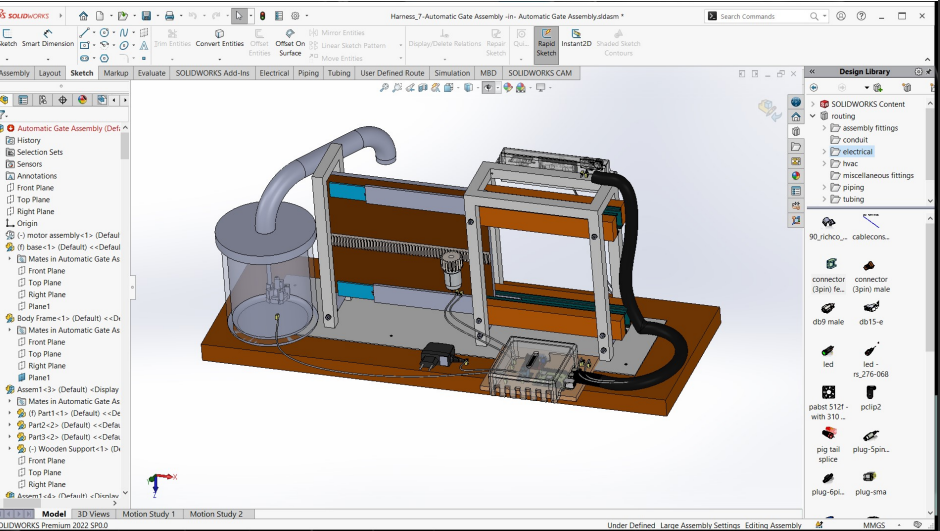 SOLIDWORKS
Harness_7-Automatic Gate Assembly -in- Automatic Gate Assembly.sldasm *
Search Commands
Sketch
Smart Dimension
Trim Entities
Convert Entities
Offset Entities
Offset On Surface
Mirror Entities
Linear Sketch Pattern
Move Entities
Display/Delete Relations
Repair Sketch
Qui...
Rapid Sketch
Instant2D
Shaded Sketch Contours
Assembly
Layout
Sketch
Markup
Evaluate
SOLIDWORKS Add-Ins
Electrical
Piping
Tubing
User Defined Route
Simulation
MBD
SOLIDWORKS CAM
Automatic Gate Assembly (Defa
History
Selection Sets
Sensors
Annotations
Front Plane
Top Plane
Right Plane
Origin
(-) motor assembly<1> (Defaul
(f) base<1> (Default) <<Defaul
Mates in Automatic Gate As
Front Plane
Top Plane
Right Plane
Plane1
Body Frame<1> (Default) <<D
Mates in Automatic Gate As
Front Plane
Top Plane
Right Plane
Plane1
Assem1<3> (Default) <Display
Mates in Automatic Gate As
(f) Part1<1> (Default) <<De
Part2<2> (Default) <<Defau
Part3<2> (Default) <<Defau
(-) Wooden Support<1> (De
Front Plane
Top Plane
Right Plane
Assem1<4> (Default) <Display
X
Z
Design Library
SOLIDWORKS Content
routing
assembly fittings
conduit
electrical
hvac
miscellaneous fittings
piping
tubing
90_richco_...
cablecons...
connector (3pin) fe...
connector (3pin) male
db9 male
db15-e
led
led - rs_276-068
pabst 512f - with 310 ...
pclip2
pig tail splice
plug-5pin...
plug-6pi...
plug-sma
Model
3D Views
Motion Study 1
Motion Study 2
SOLIDWORKS Premium 2022 SP0.0
Under Defined
Large Assembly Settings
Editing Assembly
MMGS